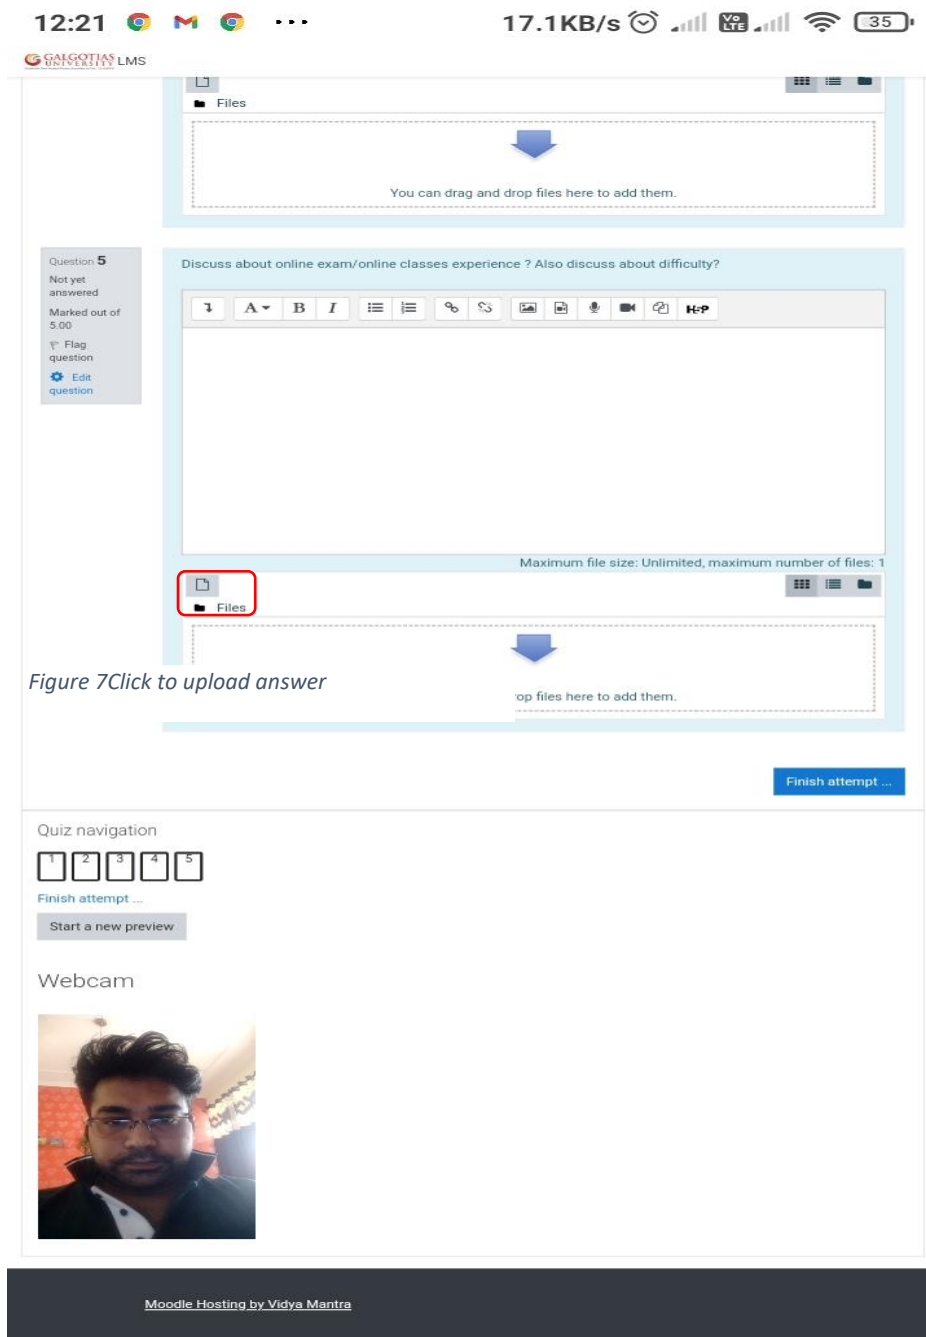 12:21
17.1KB/s
Vo LTE
35
GALGOTIAS UNIVERSITY LMS
Files
You can drag and drop files here to add them.
Question 5
Not yet
answered
Marked out of
5.00
Flag
question
Edit
question
Discuss about online exam/online classes experience ? Also discuss about difficulty?
A B I H-P
Maximum file size: Unlimited, maximum number of files: 1
Files
Figure 7Click to upload answer
op files here to add them.
Finish attempt ...
Quiz navigation
1 2 3 4 5
Finish attempt ...
Start a new preview
Webcam
Moodle Hosting by Vidya Mantra